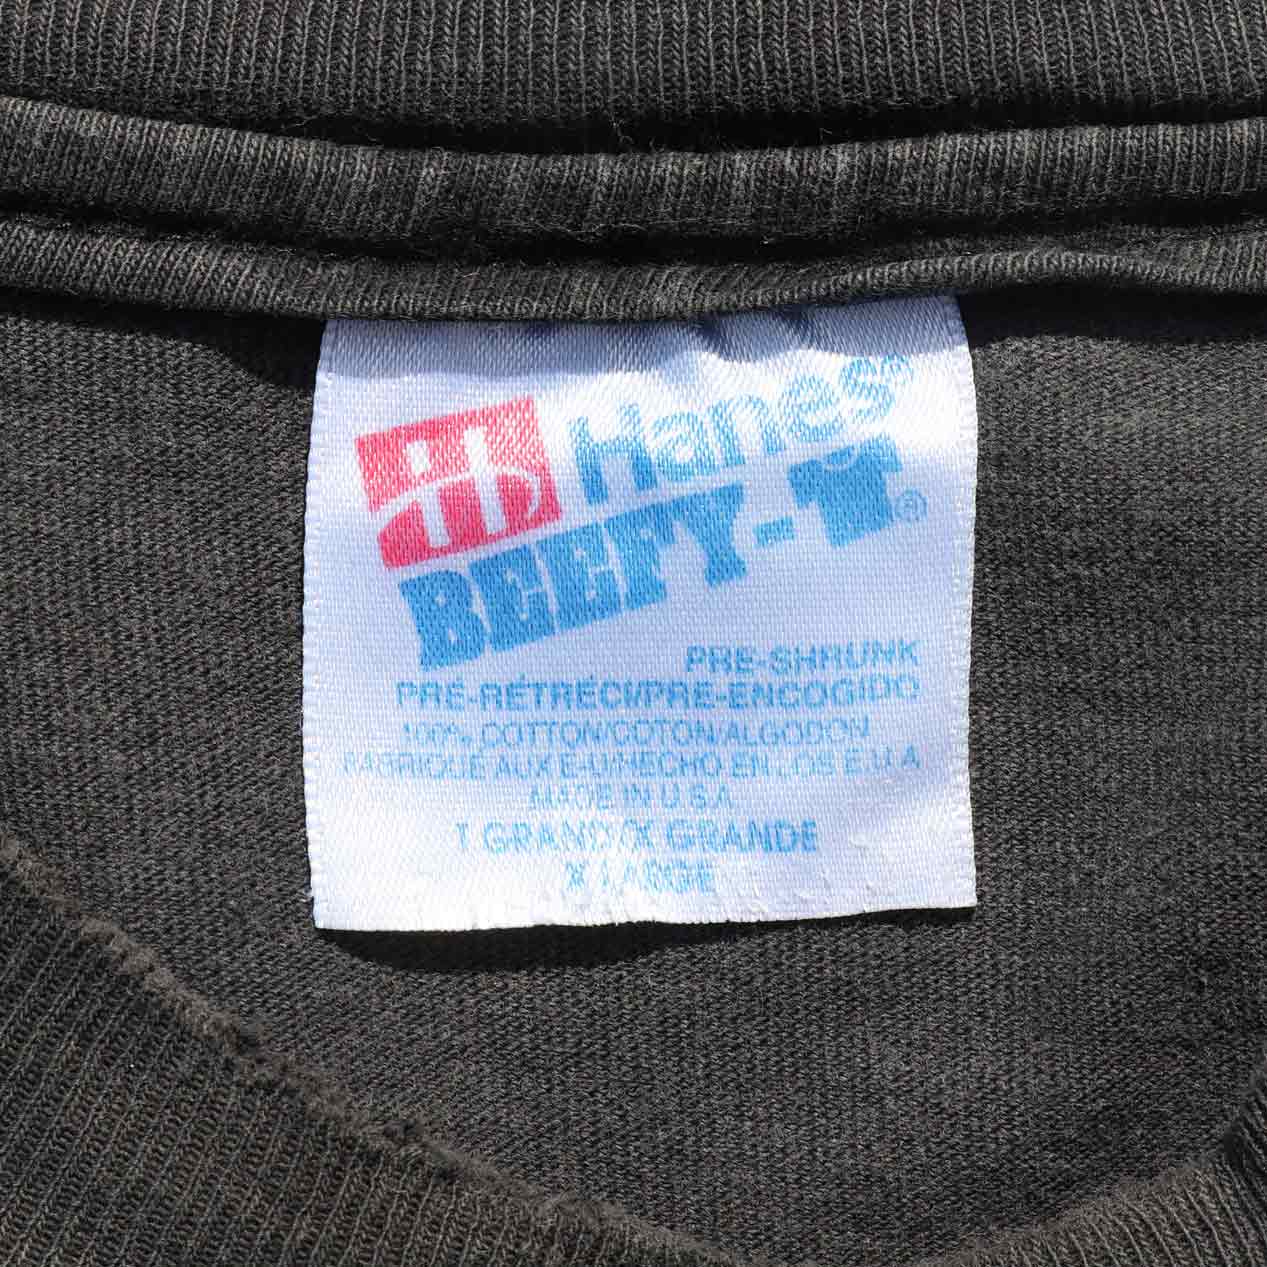 Hanes®
BEEFY-T®
PRE-SHRUNK
PRÉ-RÉTRÉCI/PRE-ENCOGIDO
100% COTTON/COTON/ALGODON
FABRIQUE AUX E-U/HECHO EN LOS E.U.A
MADE IN U.S.A
T GRAND/X GRANDE
X LARGE